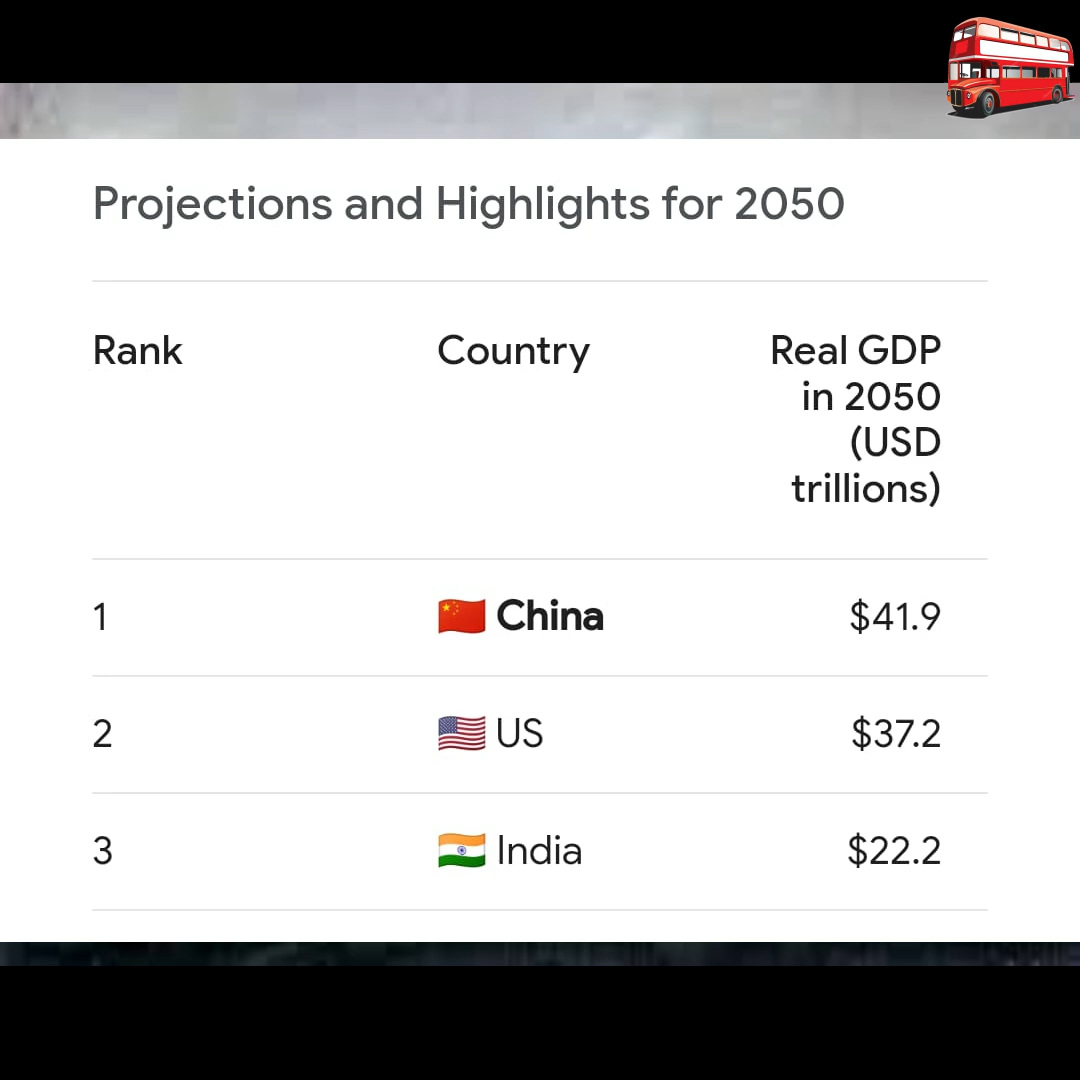 Projections and Highlights for 2050
Rank Country Real GDP
in 2050
(USD
trillions)
1 🇨🇳 China $41.9
2 🇺🇸 US $37.2
3 🇮🇳 India $22.2